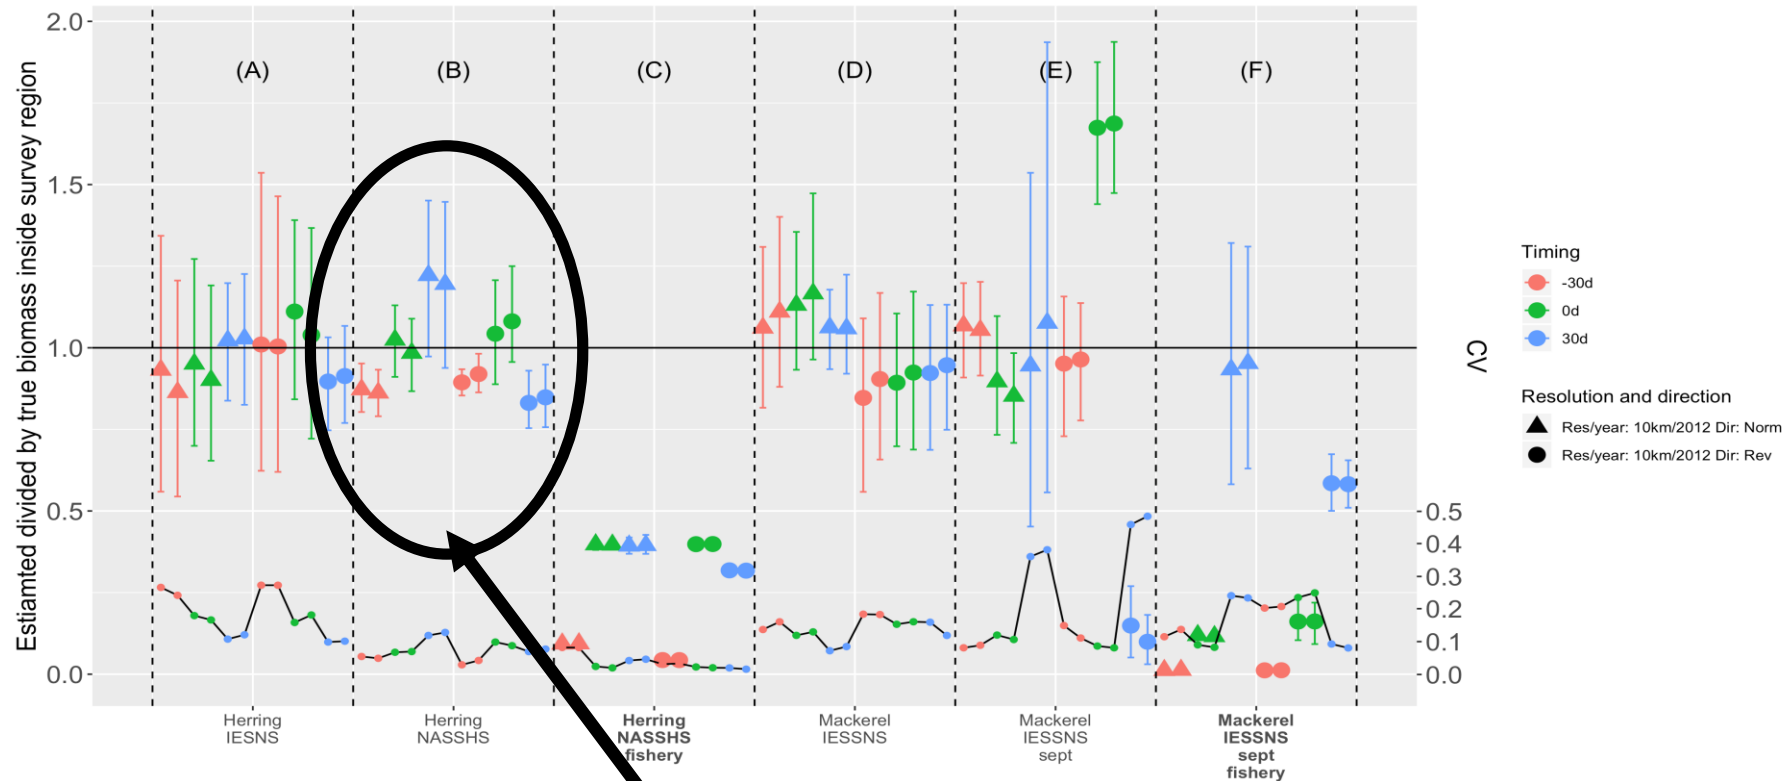 2.0
1.5
1.0
0.5
0.0
Estiamted divided by true biomass inside survey region
(A)
(B)
(C)
(D)
(E)
(F)
0.5
0.4
0.3
0.2
0.1
0.0
CV
Herring
IESNS
Herring
NASSHS
Herring
NASSHS
fishery
Mackerel
IESSNS
Mackerel
IESSNS
sept
Mackerel
IESSNS
sept
fishery
Timing
-30d
0d
30d
Resolution and direction
Res/year: 10km/2012 Dir: Norm
Res/year: 10km/2012 Dir: Rev